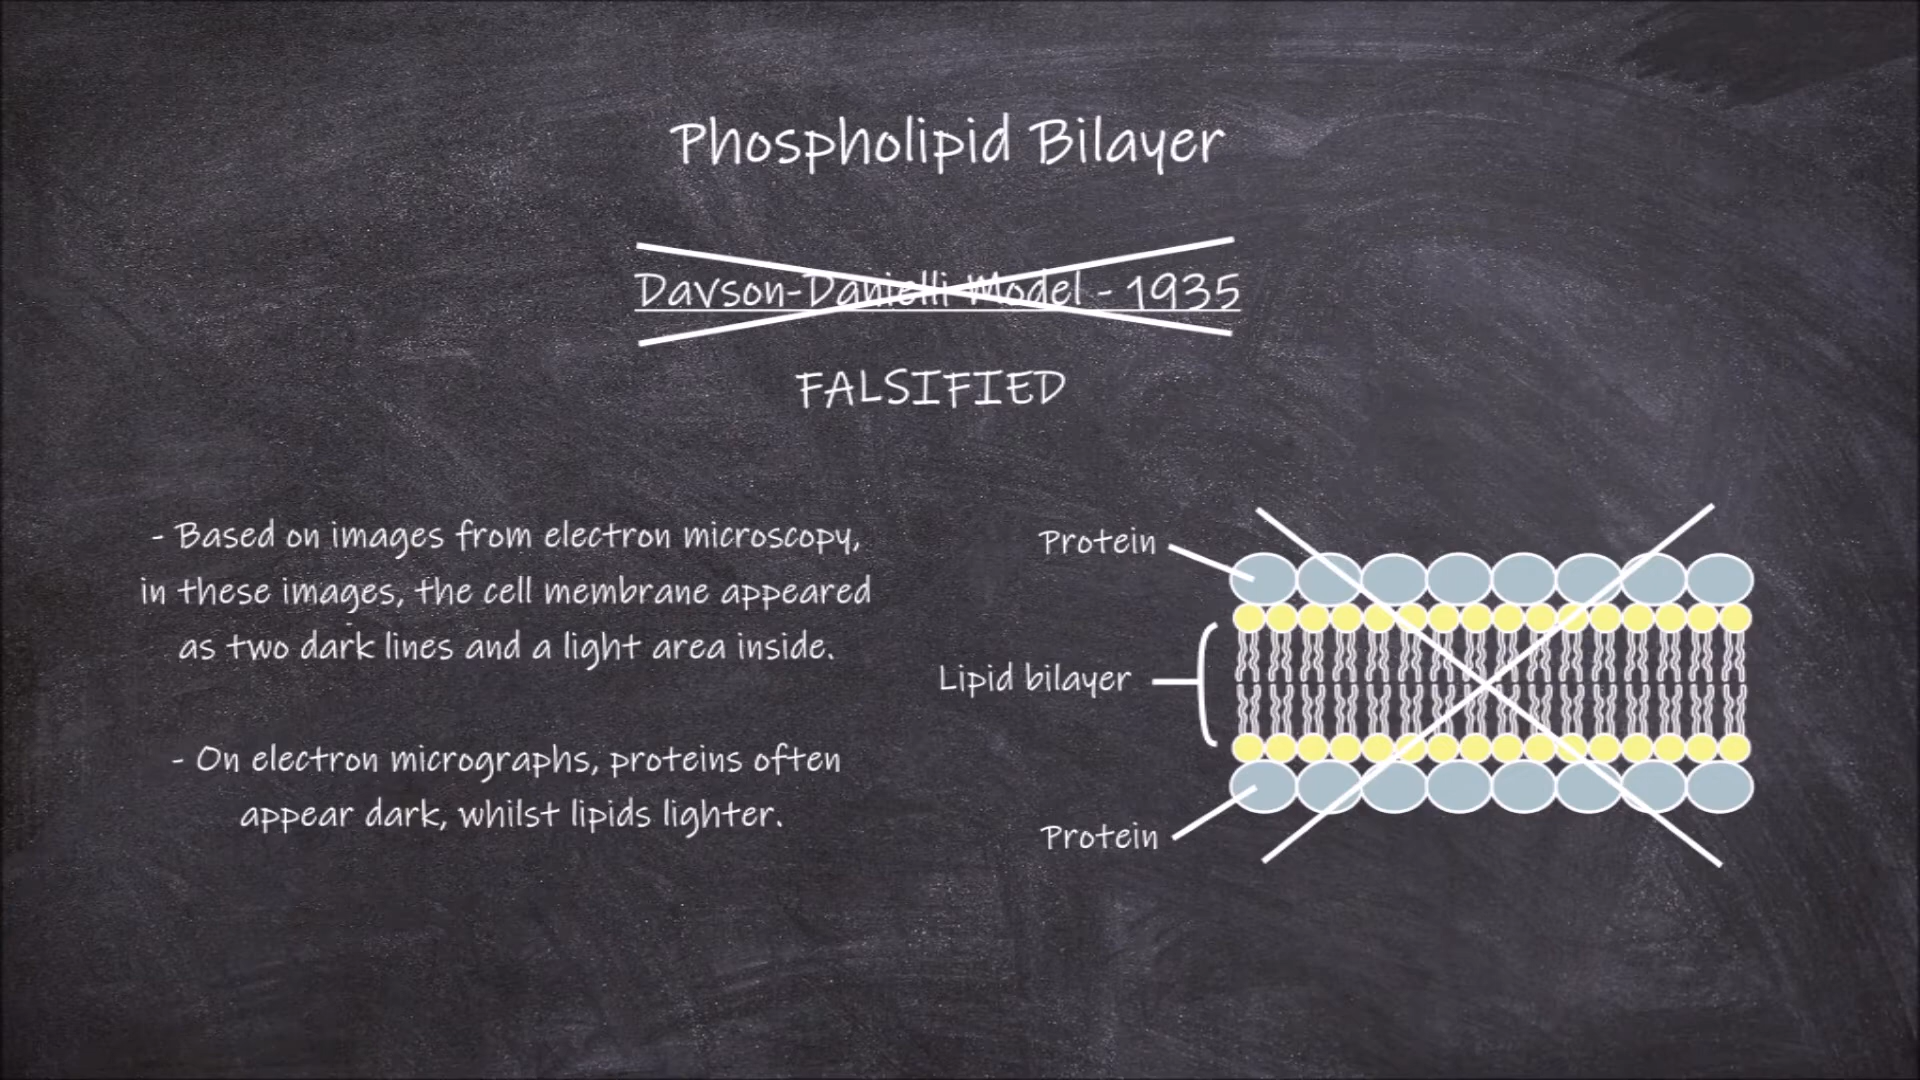 Phospholipid Bilayer
Davson-Danielli Model - 1935
FALSIFIED
- Based on images from electron microscopy,
in these images, the cell membrane appeared
as two dark lines and a light area inside.
- On electron micrographs, proteins often
appear dark, whilst lipids lighter.
Protein
Lipid bilayer
Protein